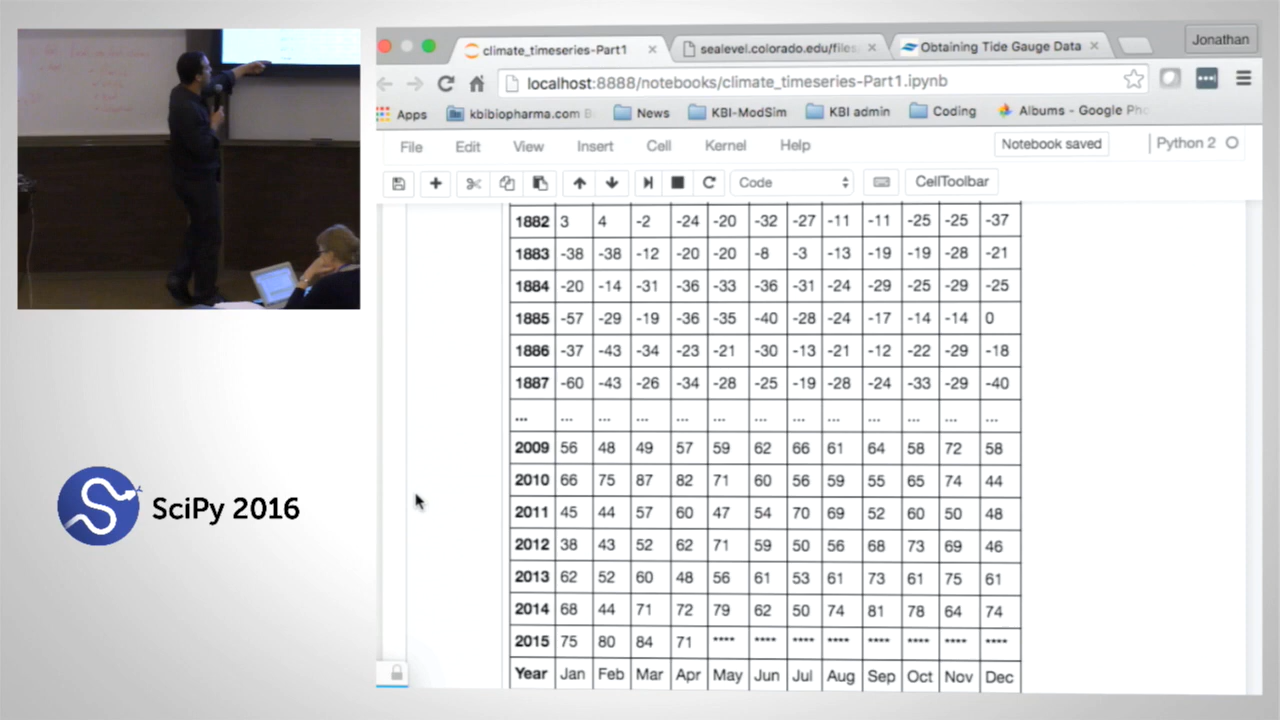 climate_timeseries-Part1
sealevel.colorado.edu/files
Obtaining Tide Gauge Data
Jonathan
localhost:8888/notebooks/climate_timeseries-Part1.ipynb
Apps kbibiopharma.com News KBI-ModSim KBI admin Coding Albums - Google
File Edit View Insert Cell Kernel Help Notebook saved Python 2
Code CellToolbar
1882 3 4 -2 -24 -20 -32 -27 -11 -11 -25 -25 -37
1883 -38 -38 -12 -20 -20 -8 -3 -13 -19 -19 -28 -21
1884 -20 -14 -31 -36 -33 -36 -31 -24 -29 -25 -29 -25
1885 -57 -29 -19 -36 -35 -40 -28 -24 -17 -14 -14 0
1886 -37 -43 -34 -23 -21 -30 -13 -21 -12 -22 -29 -18
1887 -60 -43 -26 -34 -28 -25 -19 -28 -24 -33 -29 -40
... ... ... ... ... ... ... ... ... ... ... ... ...
2009 56 48 49 57 59 62 66 61 64 58 72 58
2010 66 75 87 82 71 60 56 59 55 65 74 44
2011 45 44 57 60 47 54 70 69 52 60 50 48
2012 38 43 52 62 71 59 50 56 68 73 69 46
2013 62 52 60 48 56 61 53 61 73 61 75 61
2014 68 44 71 72 79 62 50 74 81 78 64 74
2015 75 80 84 71 **** **** **** **** **** **** **** ****
Year Jan Feb Mar Apr May Jun Jul Aug Sep Oct Nov Dec
SciPy 2016